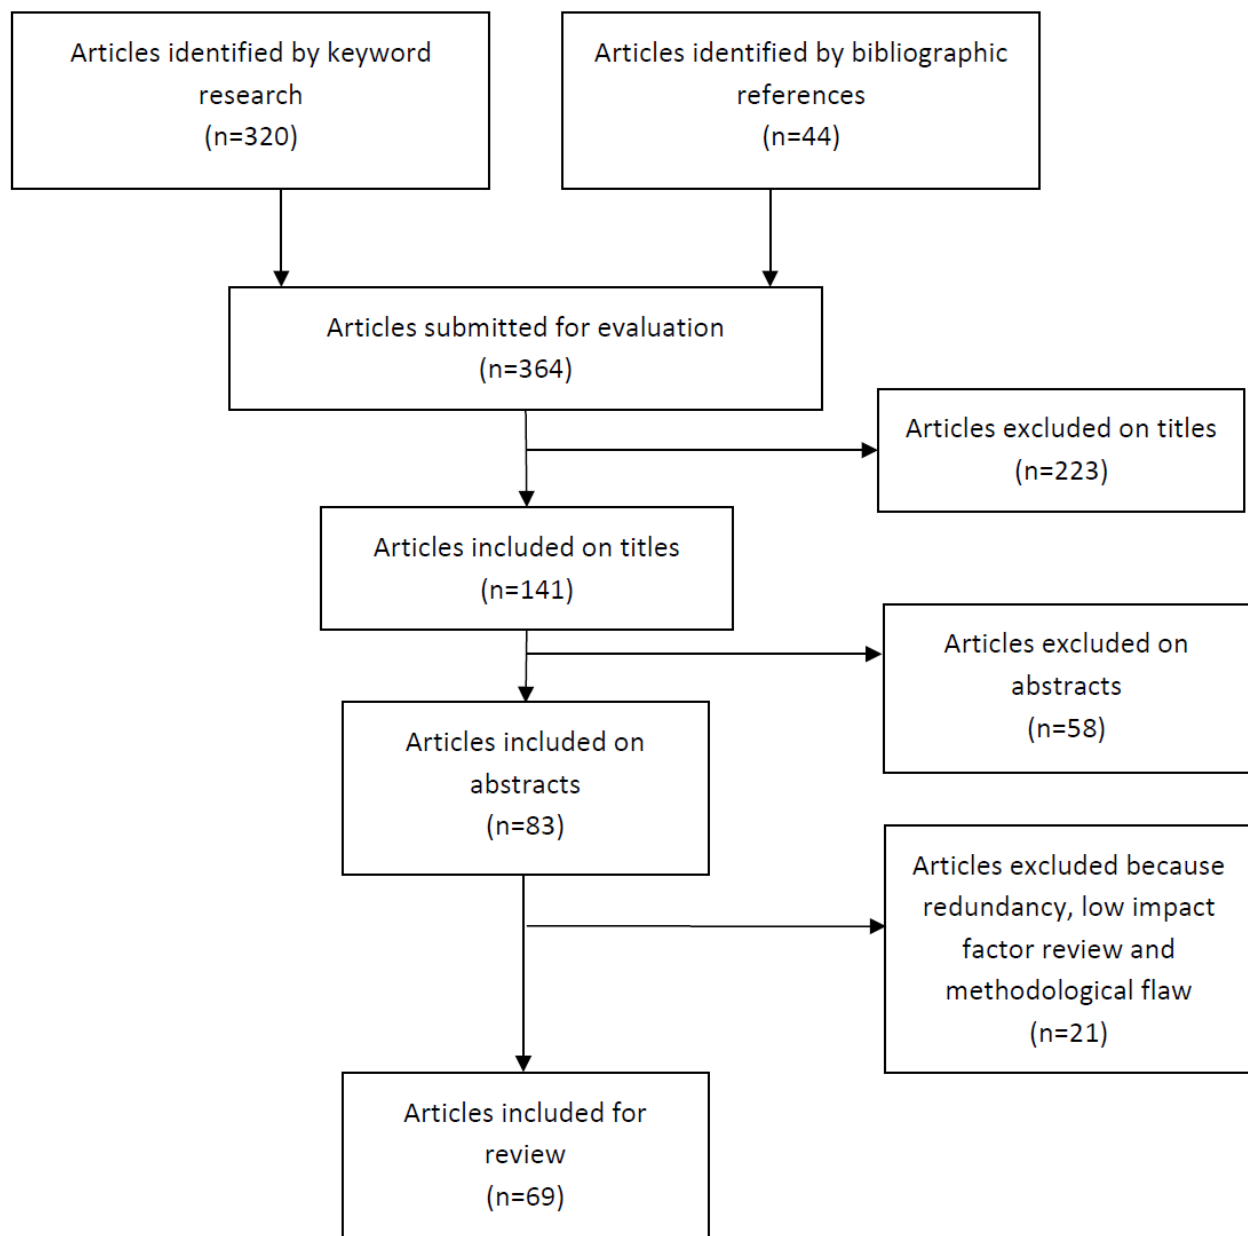 Articles identified by keyword
research
(n=320)
Articles identified by bibliographic
references
(n=44)
Articles submitted for evaluation
(n=364)
Articles excluded on titles
(n=223)
Articles included on titles
(n=141)
Articles excluded on
abstracts
(n=58)
Articles included on
abstracts
(n=83)
Articles excluded because
redundancy, low impact
factor review and
methodological flaw
(n=21)
Articles included for
review
(n=69)